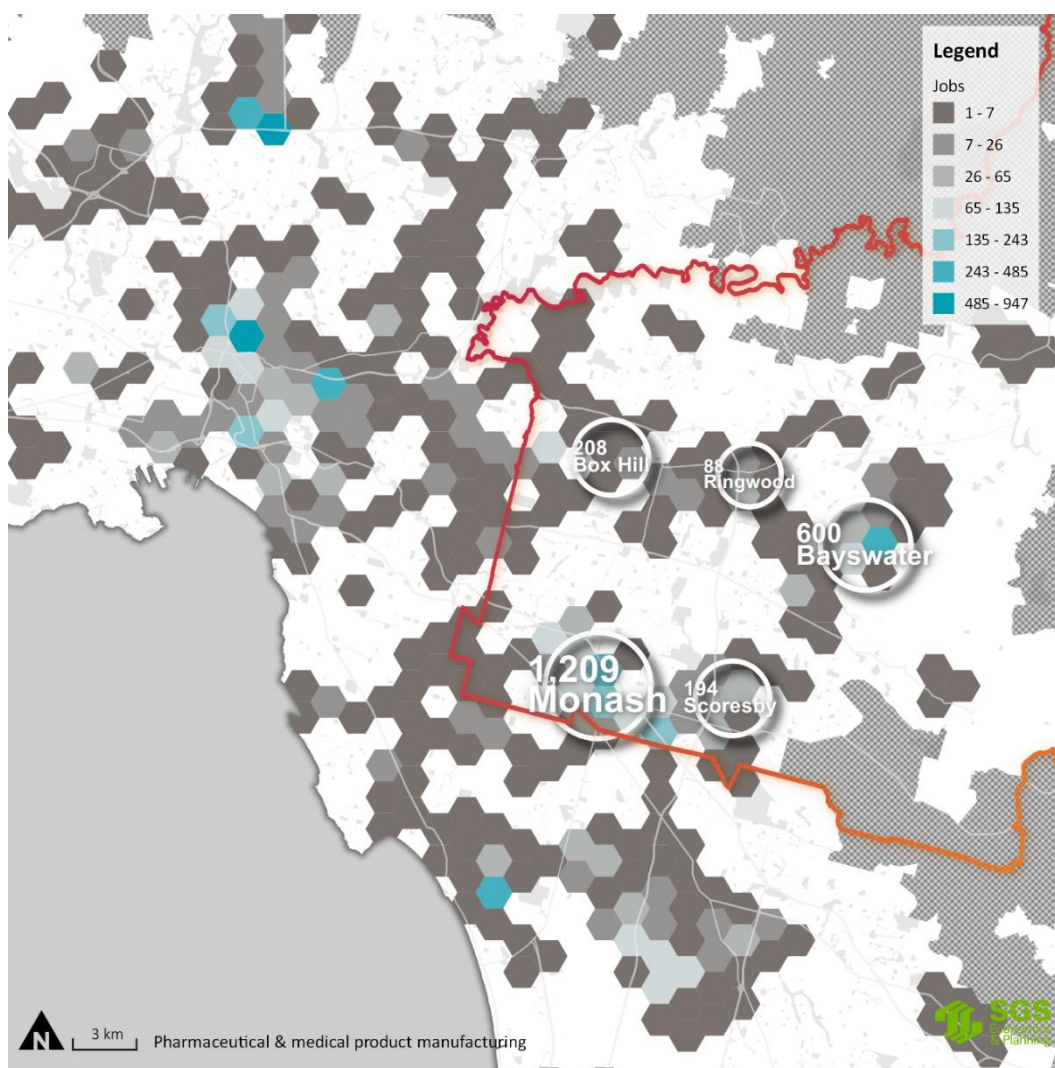 Legend
Jobs
1 - 7
7 - 26
26 - 65
65 - 135
135 - 243
243 - 485
485 - 947
208
Box Hill
88
Ringwood
600
Bayswater
1,209
Monash
194
Scoresby
N
3 km
Pharmaceutical & medical product manufacturing
SGS
Economics
& Planning